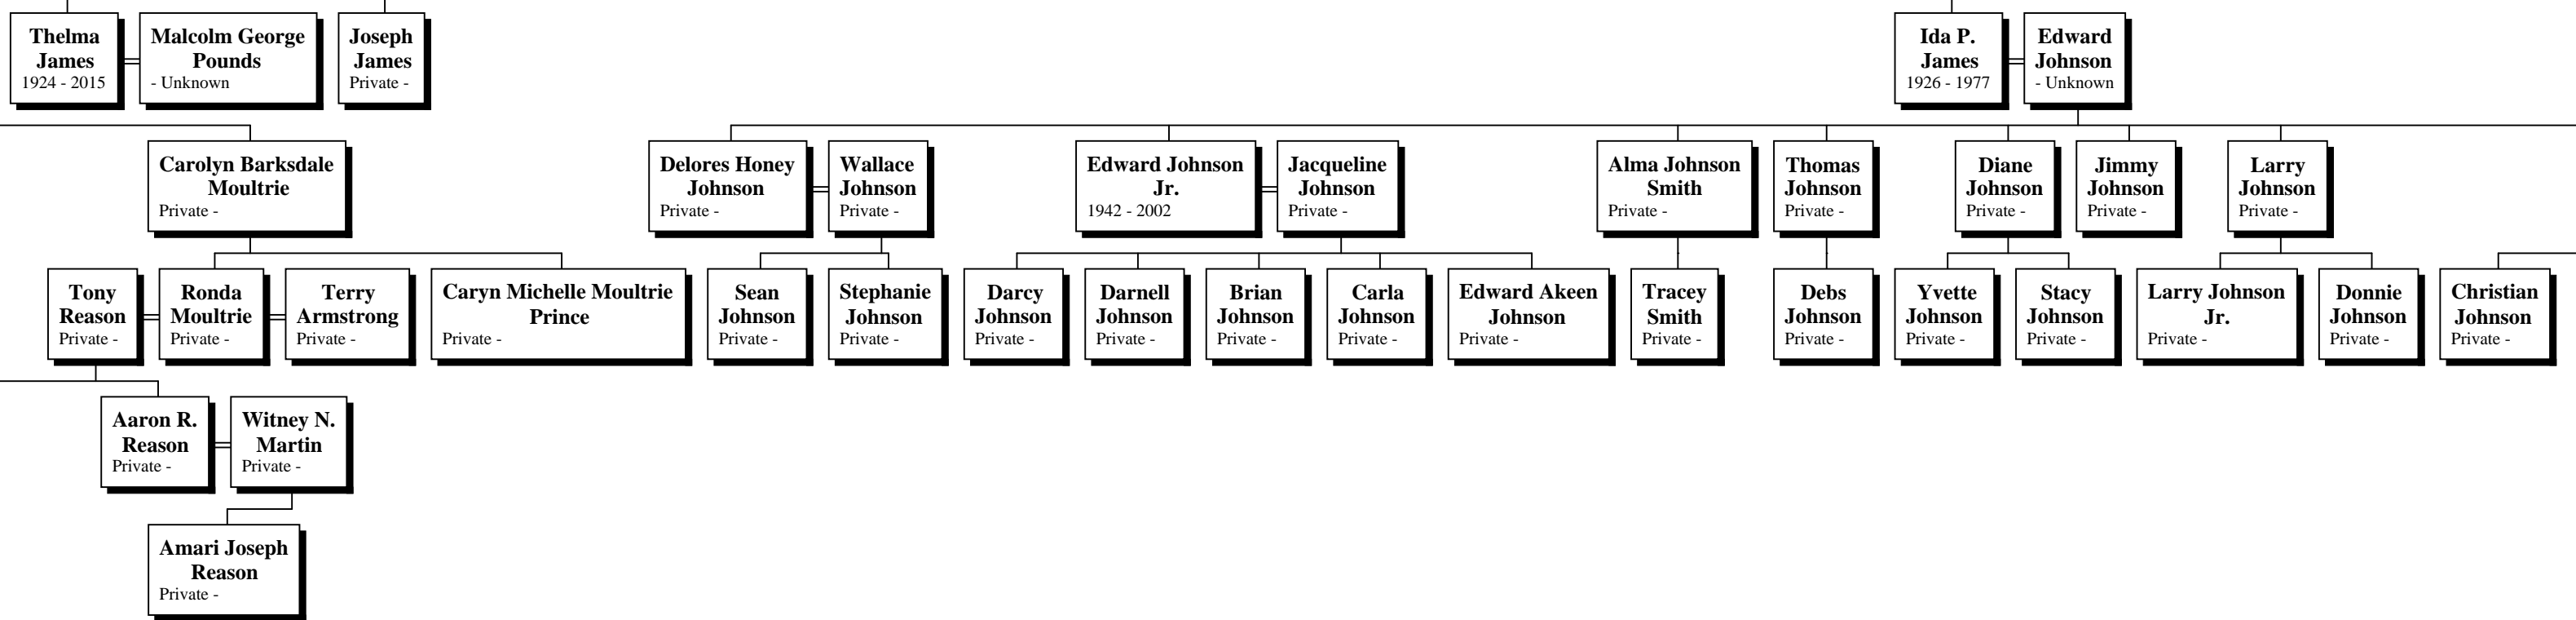 Thelma
James
1924 - 2015
Malcolm George
Pounds
- Unknown
Joseph
James
Private -
Ida P.
James
1926 - 1977
Edward
Johnson
- Unknown
Carolyn Barksdale
Moultrie
Private -
Delores Honey
Johnson
Private -
Wallace
Johnson
Private -
Edward Johnson
Jr.
1942 - 2002
Jacqueline
Johnson
Private -
Alma Johnson
Smith
Private -
Thomas
Johnson
Private -
Diane
Johnson
Private -
Jimmy
Johnson
Private -
Larry
Johnson
Private -
Tony
Reason
Private -
Ronda
Moultrie
Private -
Terry
Armstrong
Private -
Caryn Michelle Moultrie
Prince
Private -
Sean
Johnson
Private -
Stephanie
Johnson
Private -
Darcy
Johnson
Private -
Darnell
Johnson
Private -
Brian
Johnson
Private -
Carla
Johnson
Private -
Edward Akeen
Johnson
Private -
Tracey
Smith
Private -
Debs
Johnson
Private -
Yvette
Johnson
Private -
Stacy
Johnson
Private -
Larry Johnson
Jr.
Private -
Donnie
Johnson
Private -
Christian
Johnson
Private -
Aaron R.
Reason
Private -
Witney N.
Martin
Private -
Amari Joseph
Reason
Private -